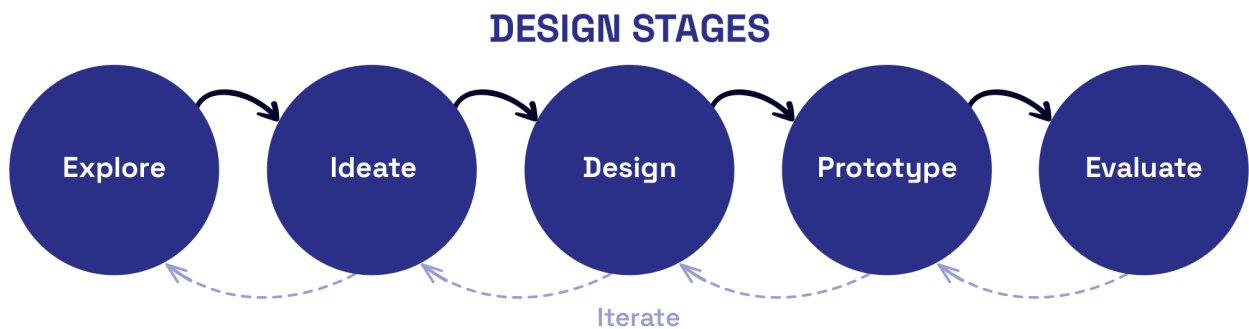 DESIGN STAGES
Explore
Ideate
Design
Prototype
Evaluate
Iterate